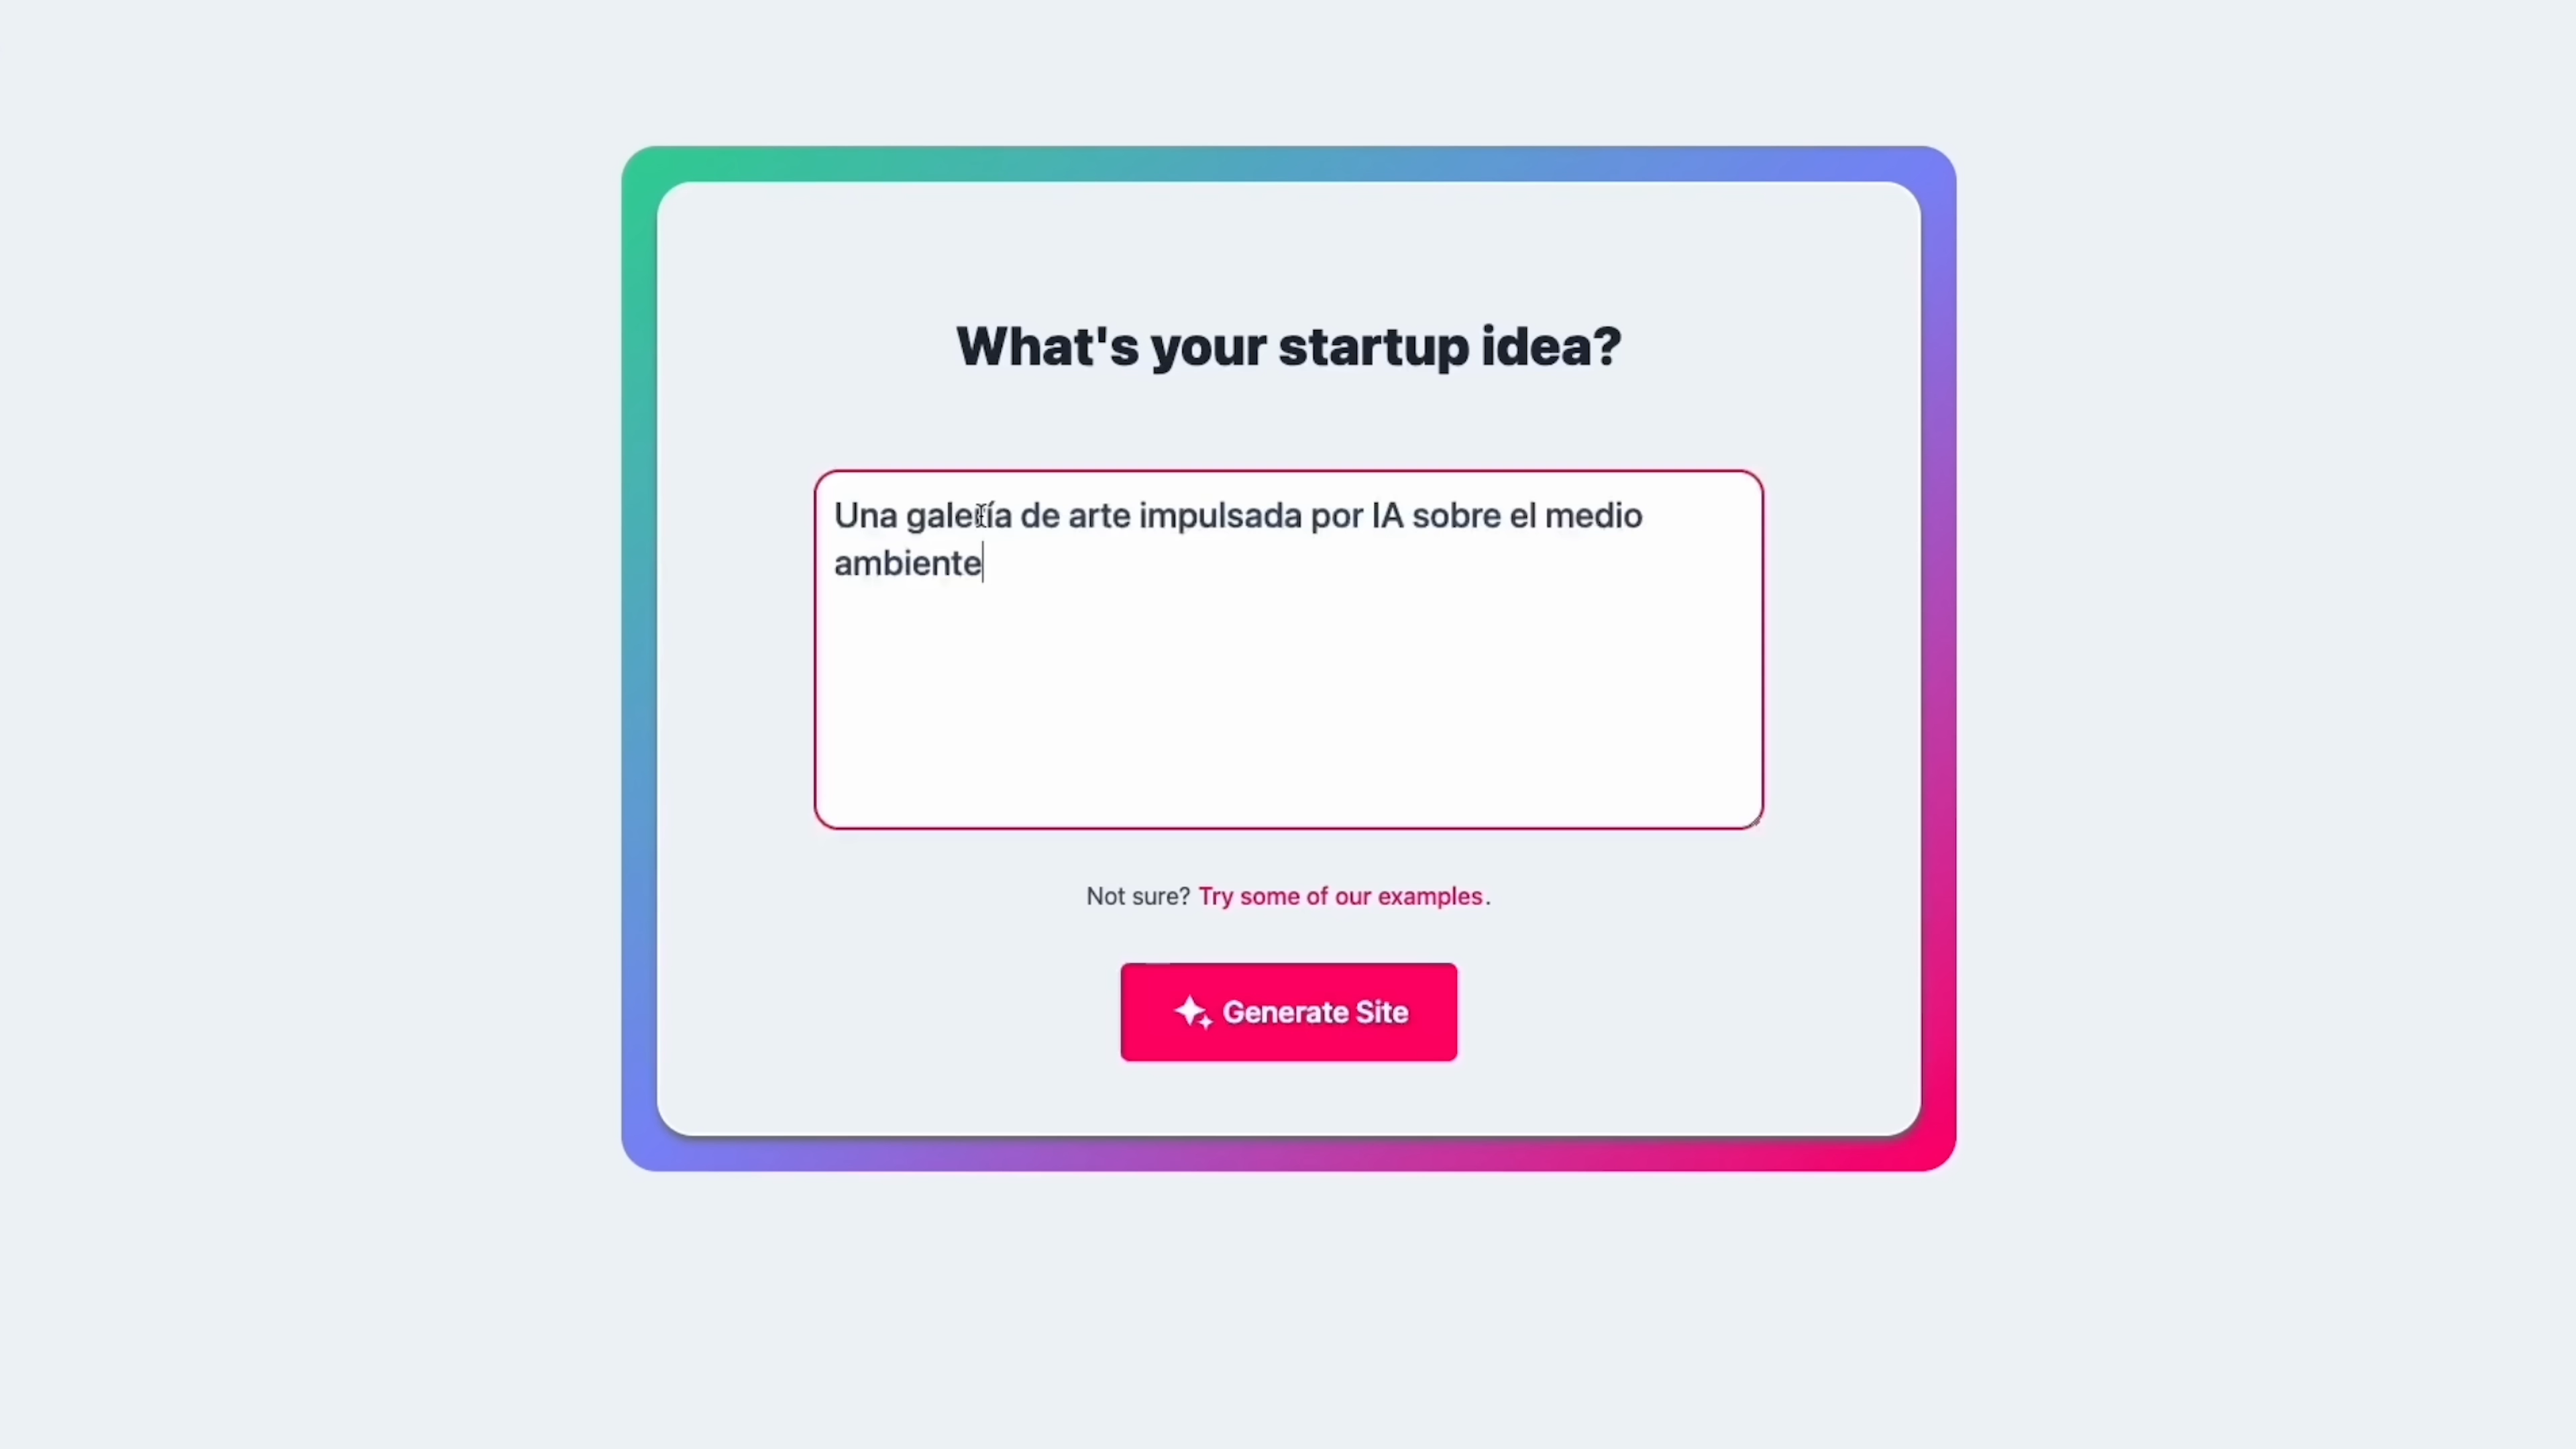 What's your startup idea?
Una galería de arte impulsada por IA sobre el medio
ambiente
Not sure? Try some of our examples.
Generate Site